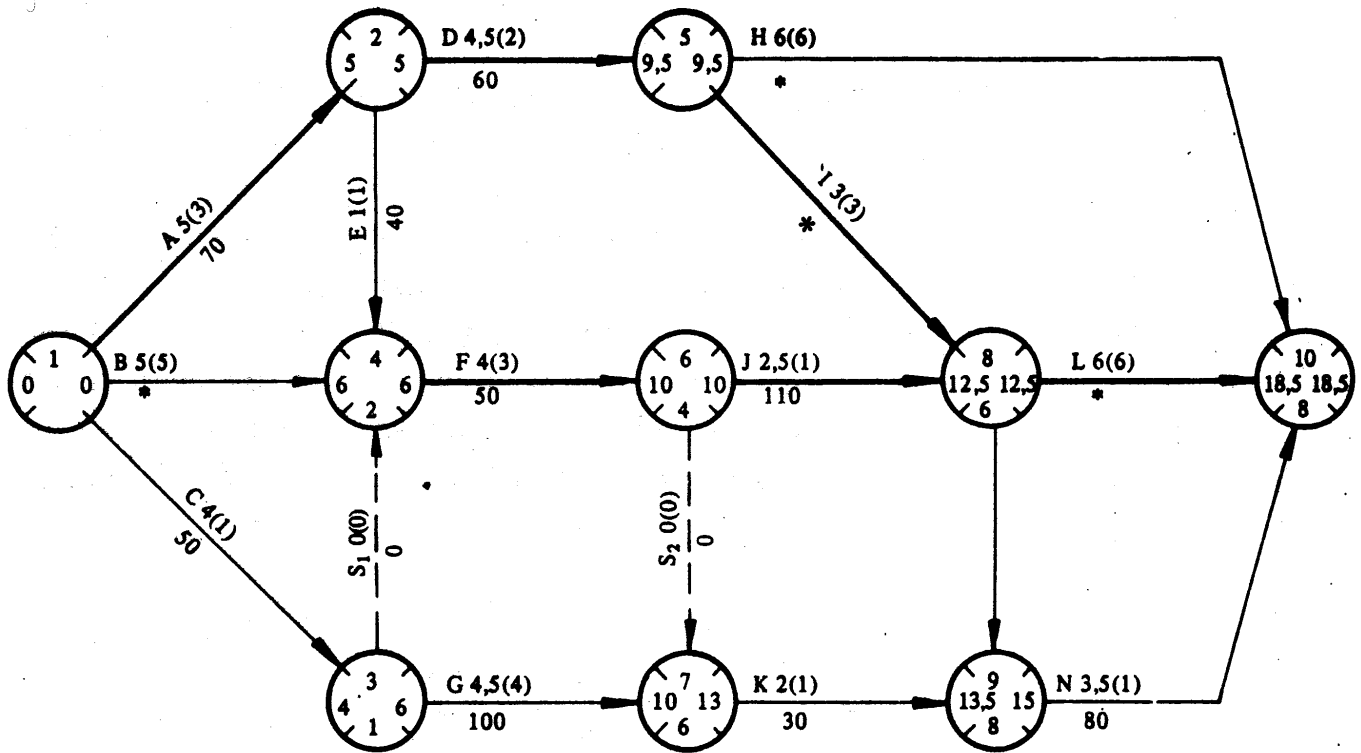 2
5 5
D 4,5(2)
60
5
9,5 9,5
H 6(6)
*
A 5(3)
70
E 1(1)
40
I 3(3)
*
1
0 0
B 5(5)
*
4
6 6
2
F 4(3)
50
6
10 10
4
J 2,5(1)
110
8
12,5 12,5
6
L 6(6)
*
10
18,5 18,5
8
C 4(1)
50
S₁ 0(0)
0
S₂ 0(0)
0
3
4 6
1
G 4,5(4)
100
7
10 13
6
K 2(1)
30
9
13,5 15
8
N 3,5(1)
80